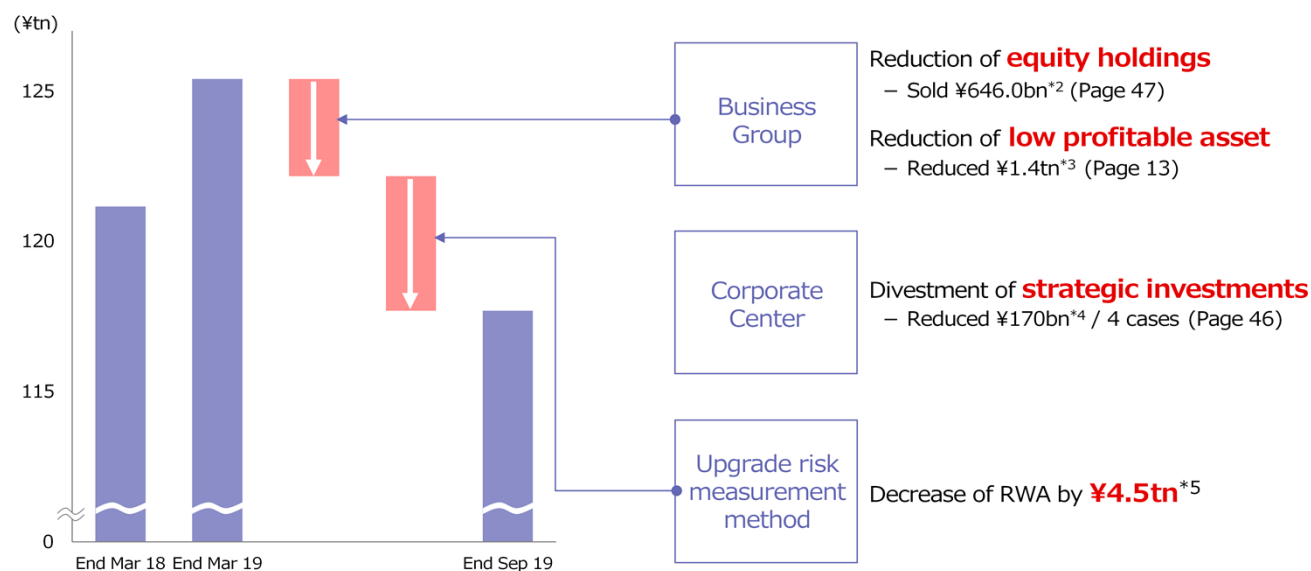 (¥tn)
125
120
115
0
End Mar 18
End Mar 19
End Sep 19
Business
Group
Reduction of equity holdings
– Sold ¥646.0bn*2 (Page 47)
Reduction of low profitable asset
– Reduced ¥1.4tn*3 (Page 13)
Corporate
Center
Divestment of strategic investments
– Reduced ¥170bn*4 / 4 cases (Page 46)
Upgrade risk
measurement
method
Decrease of RWA by ¥4.5tn*5